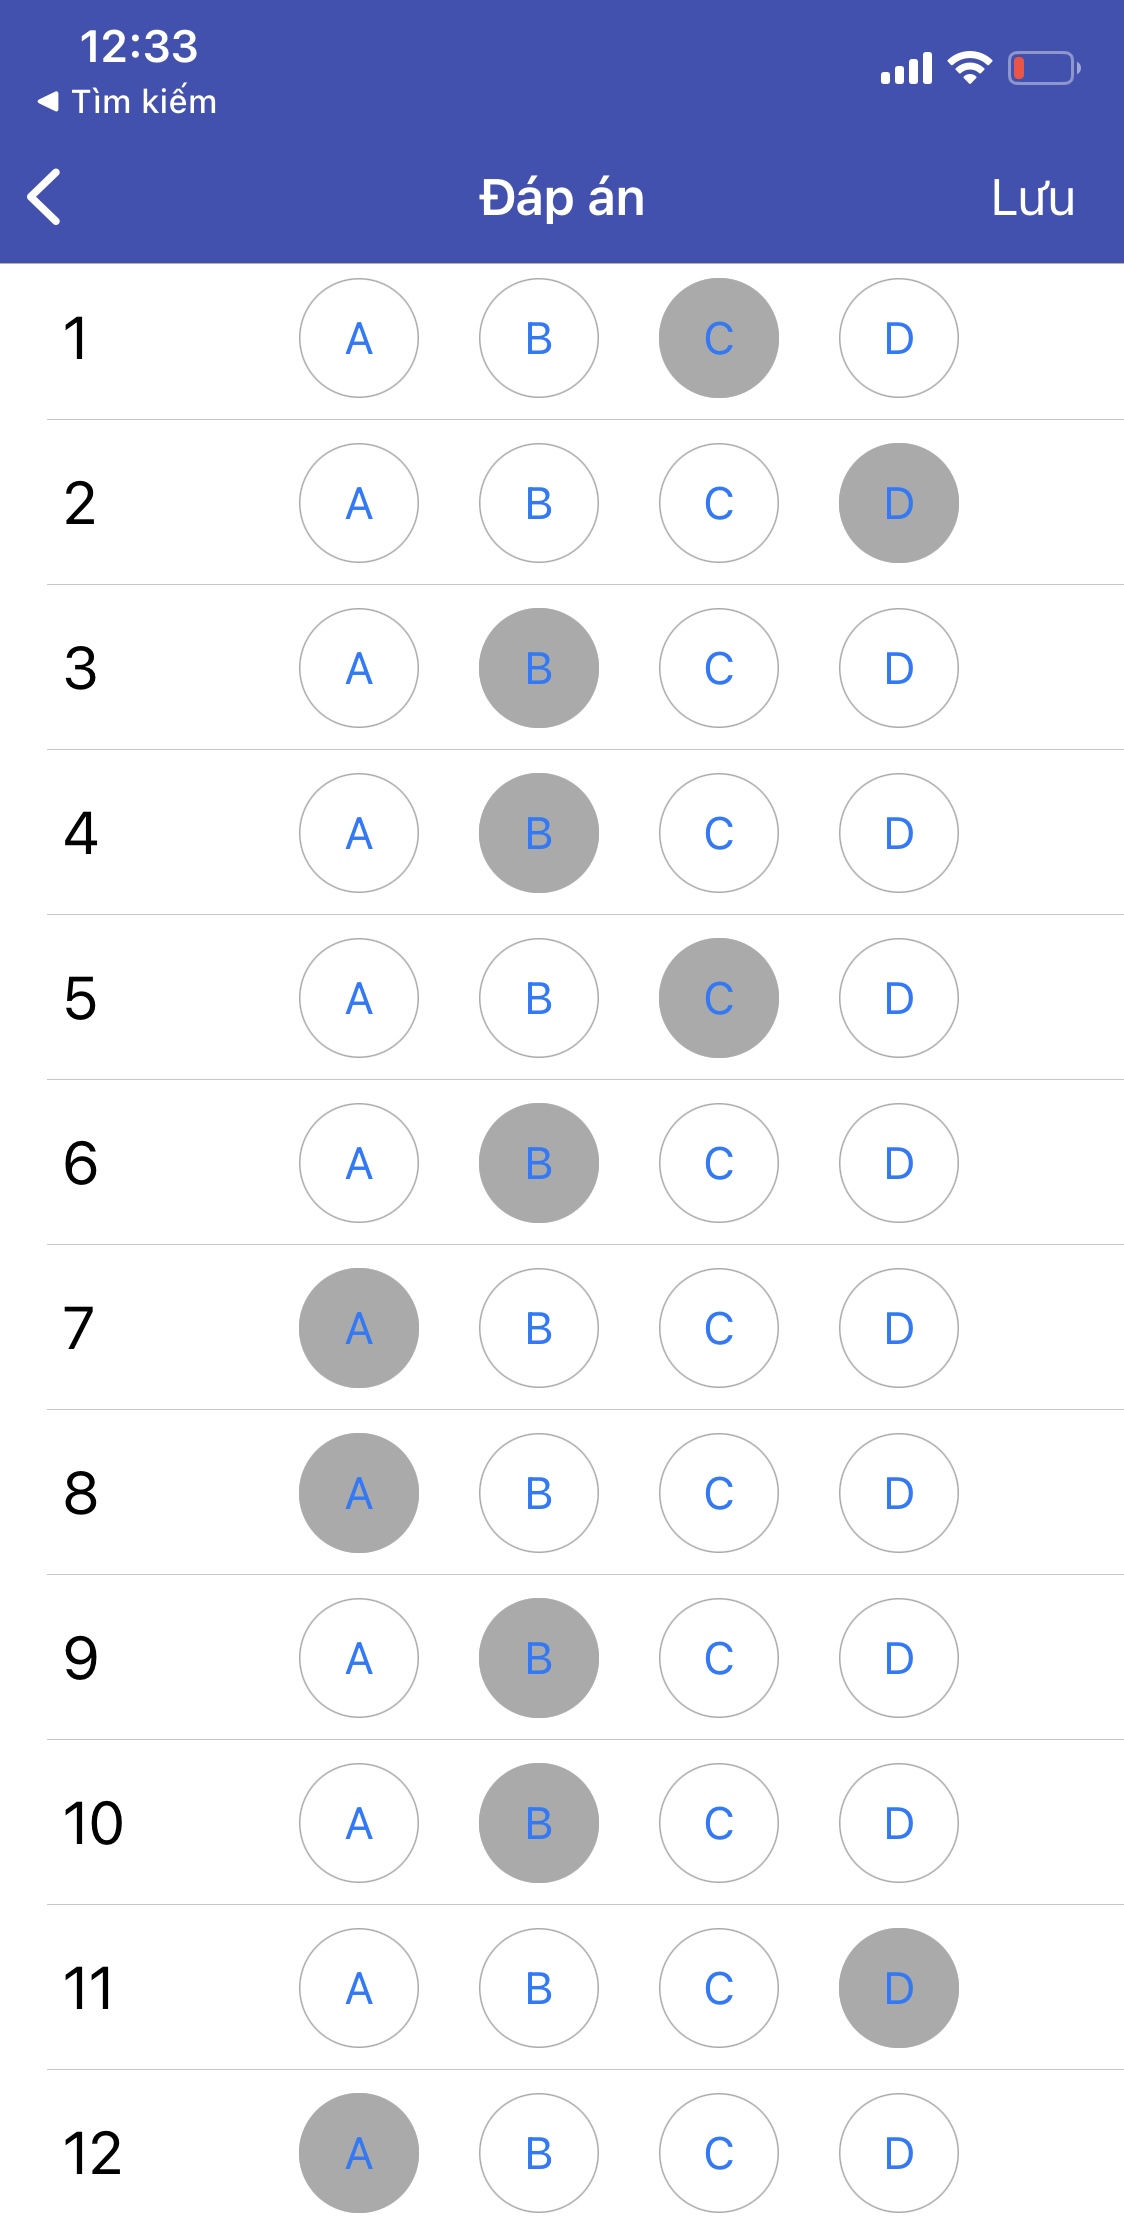 12:33
◀ Tìm kiếm
Đáp án Lưu
1 A B C D
2 A B C D
3 A B C D
4 A B C D
5 A B C D
6 A B C D
7 A B C D
8 A B C D
9 A B C D
10 A B C D
11 A B C D
12 A B C D